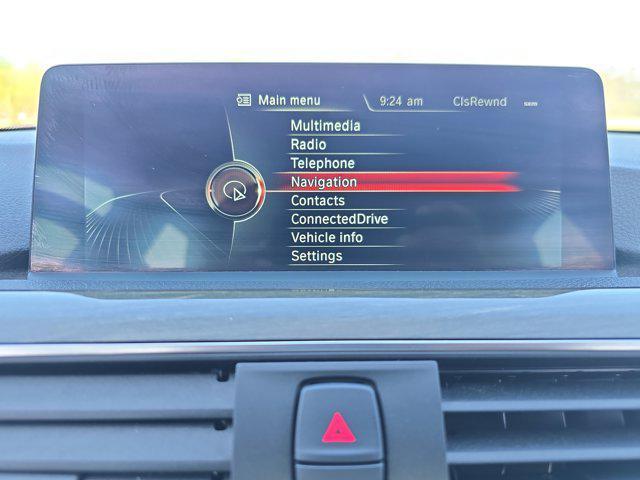 Main menu 9:24 am ClsRewnd
Multimedia
Radio
Telephone
Navigation
Contacts
ConnectedDrive
Vehicle info
Settings